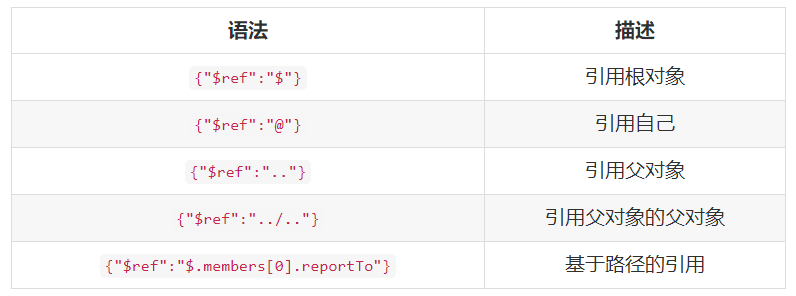 语法 描述
{"$ref":"$"} 引用根对象
{"$ref":"@"} 引用自己
{"$ref":".."} 引用父对象
{"$ref":"../.."} 引用父对象的父对象
{"$ref":"$.members[0].reportTo"} 基于路径的引用